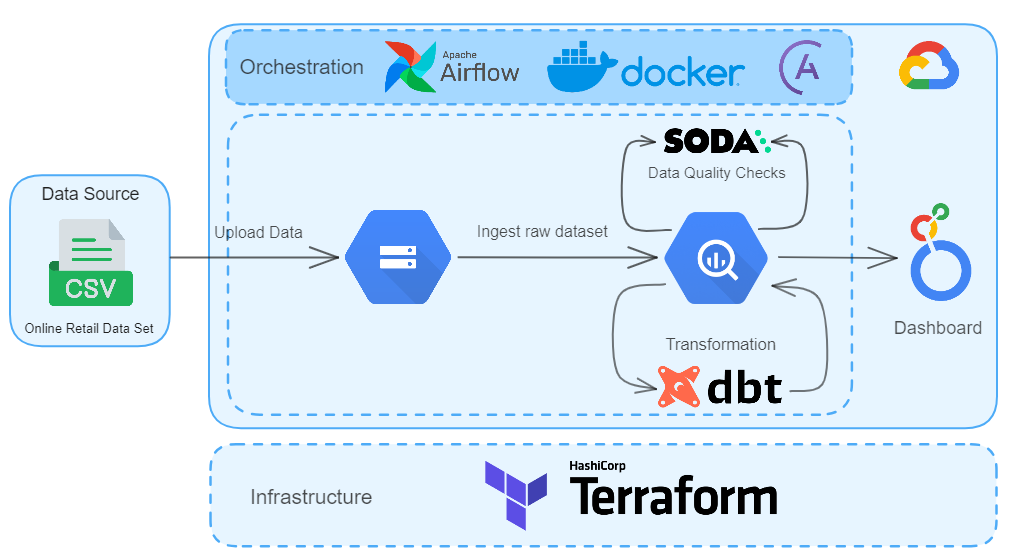 Orchestration
Apache
Airflow
docker
A
SODA
Data Quality Checks
Data Source
CSV
Online Retail Data Set
Upload Data
Ingest raw dataset
Transformation
dbt
Dashboard
Infrastructure
HashiCorp
Terraform